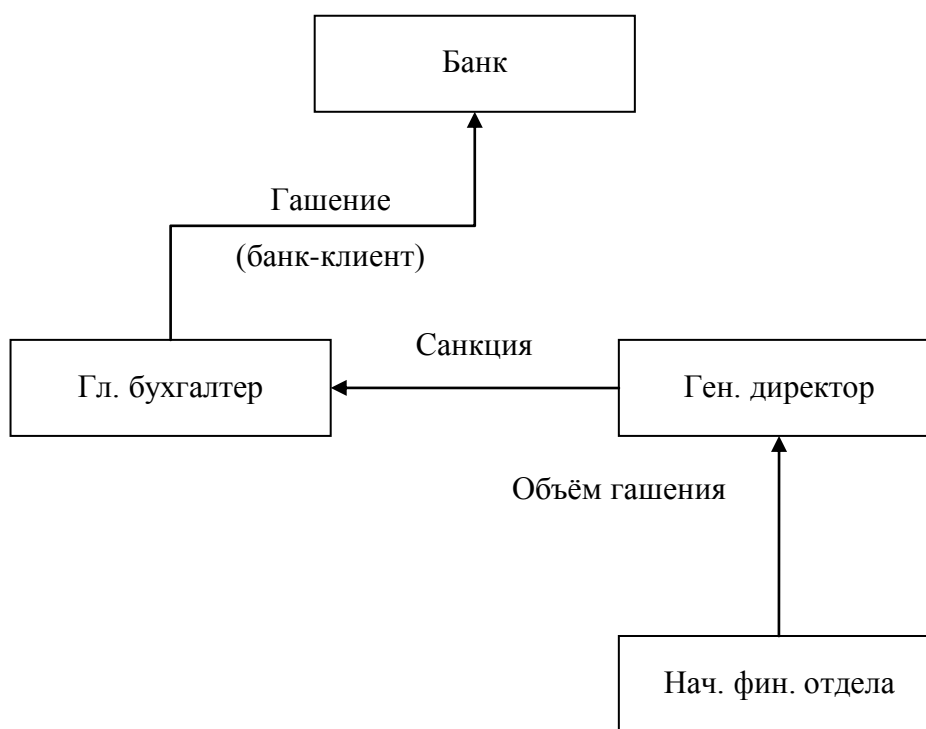 Банк
Гашение
(банк-клиент)
Санкция
Гл. бухгалтер
Ген. директор
Объём гашения
Нач. фин. отдела